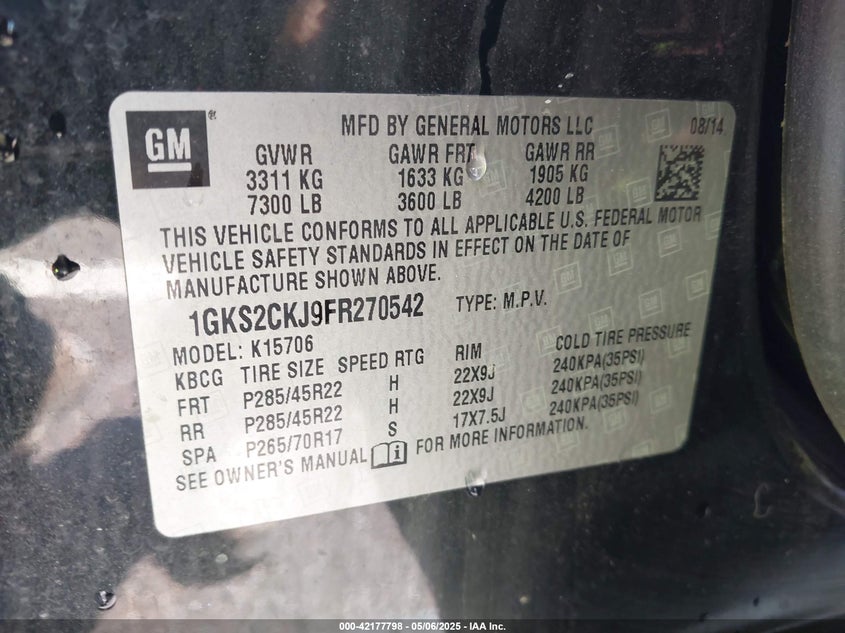 GM
MFD BY GENERAL MOTORS LLC 08/14
GVWR GAWR FRT GAWR RR
3311 KG 1633 KG 1905 KG
7300 LB 3600 LB 4200 LB
THIS VEHICLE CONFORMS TO ALL APPLICABLE U.S. FEDERAL MOTOR
VEHICLE SAFETY STANDARDS IN EFFECT ON THE DATE OF
MANUFACTURE SHOWN ABOVE.
1GKS2CKJ9FR270542 TYPE: M.P.V.
MODEL: K15706
KBCG TIRE SIZE SPEED RTG RIM COLD TIRE PRESSURE
FRT P285/45R22 H 22X9J 240KPA(35PSI)
RR P285/45R22 H 22X9J 240KPA(35PSI)
SPA P265/70R17 S 17X7.5J 240KPA(35PSI)
SEE OWNER'S MANUAL i FOR MORE INFORMATION.
000-42177798 - 05/06/2025 - IAA Inc.